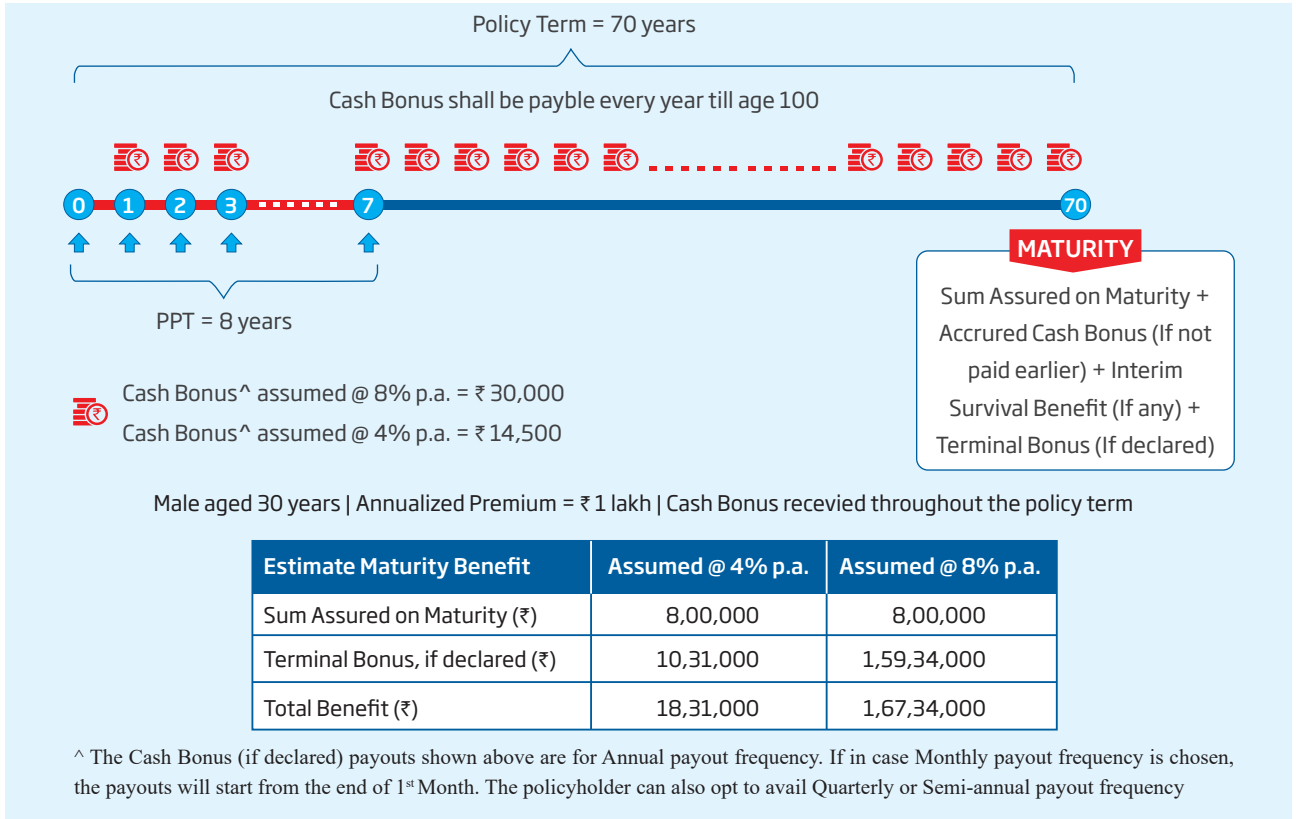 Policy Term = 70 years
Cash Bonus shall be payble every year till age 100
0 1 2 3 7 70
PPT = 8 years
MATURITY
Sum Assured on Maturity +
Accrured Cash Bonus (If not
paid earlier) + Interim
Survival Benefit (If any) +
Terminal Bonus (If declared)
Cash Bonus^ assumed @ 8% p.a. = ₹ 30,000
Cash Bonus^ assumed @ 4% p.a. = ₹ 14,500
Male aged 30 years | Annualized Premium = ₹ 1 lakh | Cash Bonus recevied throughout the policy term
Estimate Maturity Benefit Assumed @ 4% p.a. Assumed @ 8% p.a.
Sum Assured on Maturity (₹) 8,00,000 8,00,000
Terminal Bonus, if declared (₹) 10,31,000 1,59,34,000
Total Benefit (₹) 18,31,000 1,67,34,000
^ The Cash Bonus (if declared) payouts shown above are for Annual payout frequency. If in case Monthly payout frequency is chosen,
the payouts will start from the end of 1st Month. The policyholder can also opt to avail Quarterly or Semi-annual payout frequency